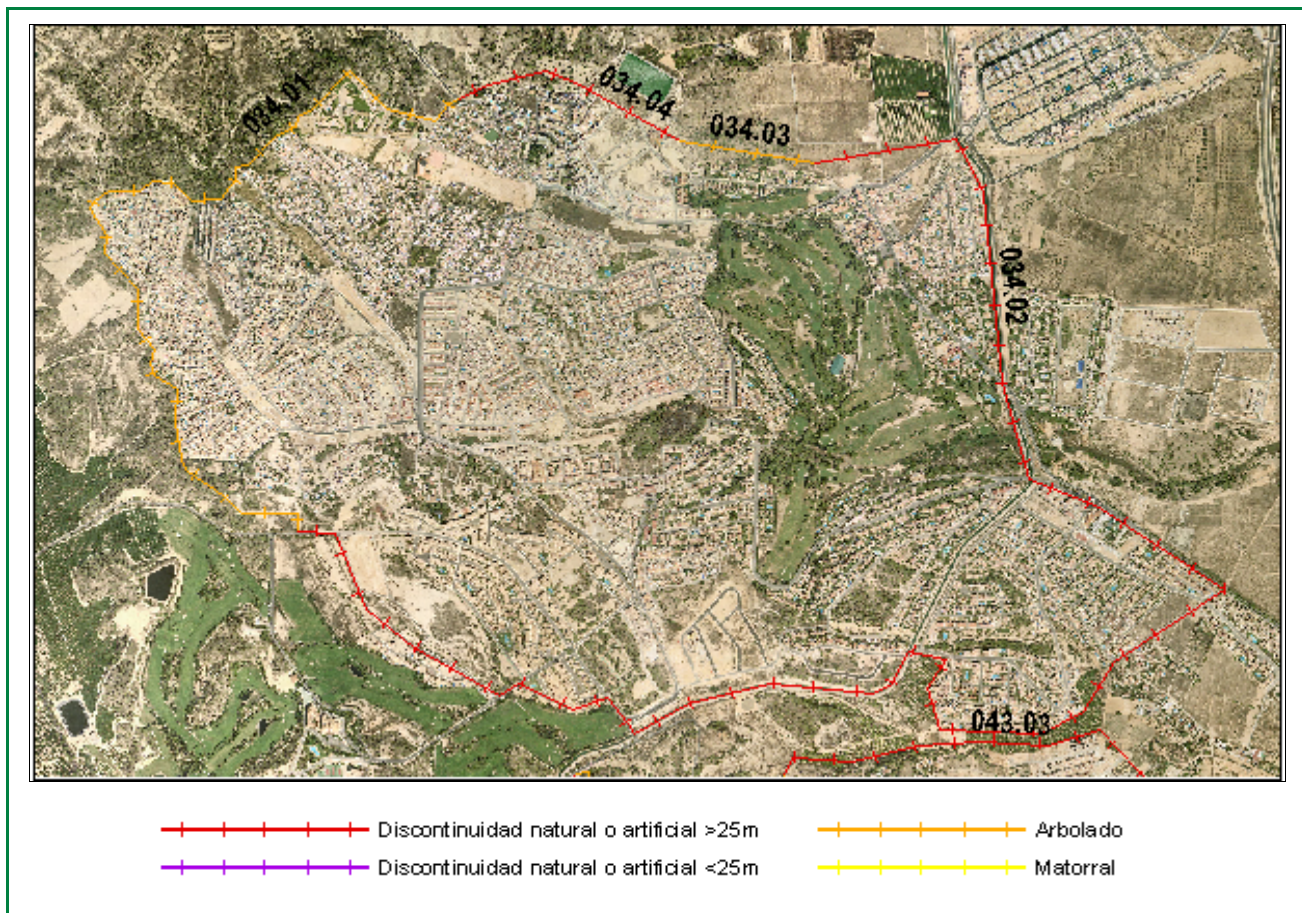 034.01
034.04
034.03
034.02
043.03
Discontinuidad natural o artificial >25m
Arbolado
Discontinuidad natural o artificial <25m
Matorral